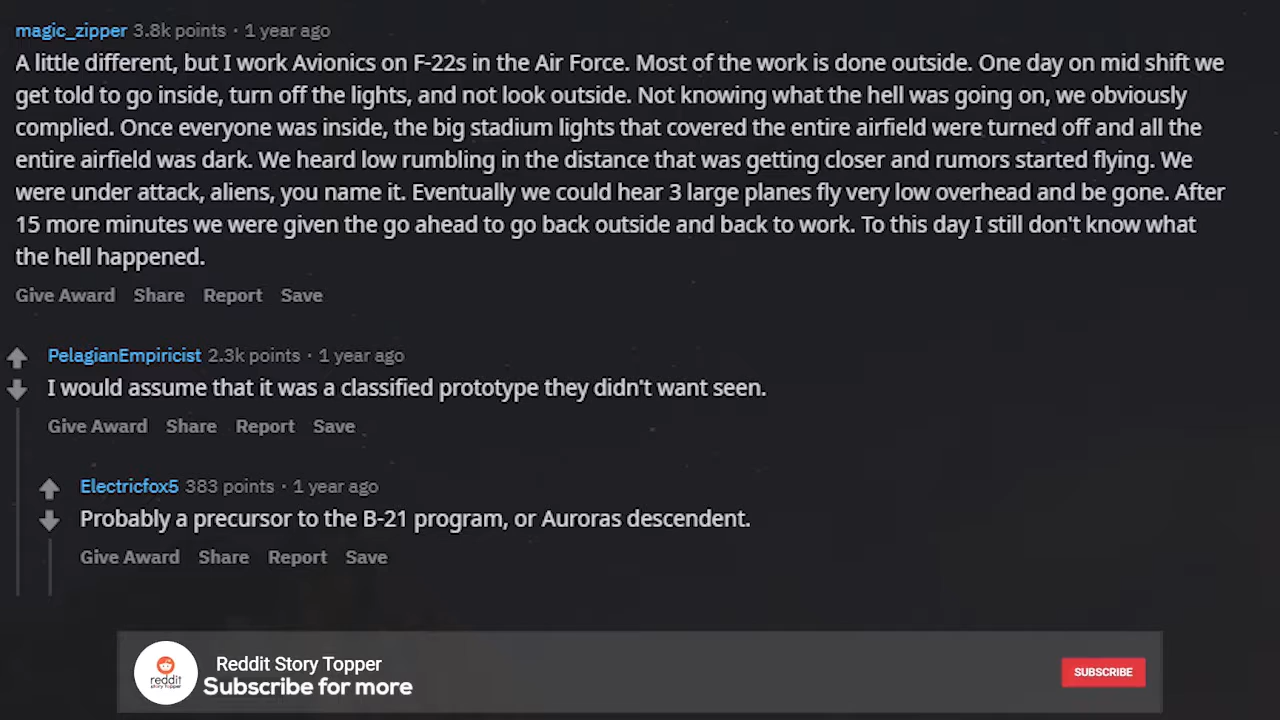 magic_zipper 3.8k points · 1 year ago
A little different, but I work Avionics on F-22s in the Air Force. Most of the work is done outside. One day on mid shift we
get told to go inside, turn off the lights, and not look outside. Not knowing what the hell was going on, we obviously
complied. Once everyone was inside, the big stadium lights that covered the entire airfield were turned off and all the
entire airfield was dark. We heard low rumbling in the distance that was getting closer and rumors started flying. We
were under attack, aliens, you name it. Eventually we could hear 3 large planes fly very low overhead and be gone. After
15 more minutes we were given the go ahead to go back outside and back to work. To this day I still don't know what
the hell happened.
Give Award Share Report Save
PelagianEmpiricist 2.3k points · 1 year ago
I would assume that it was a classified prototype they didn't want seen.
Give Award Share Report Save
Electricfox5 383 points · 1 year ago
Probably a precursor to the B-21 program, or Auroras descendent.
Give Award Share Report Save
reddit
story topper
Reddit Story Topper
Subscribe for more
SUBSCRIBE